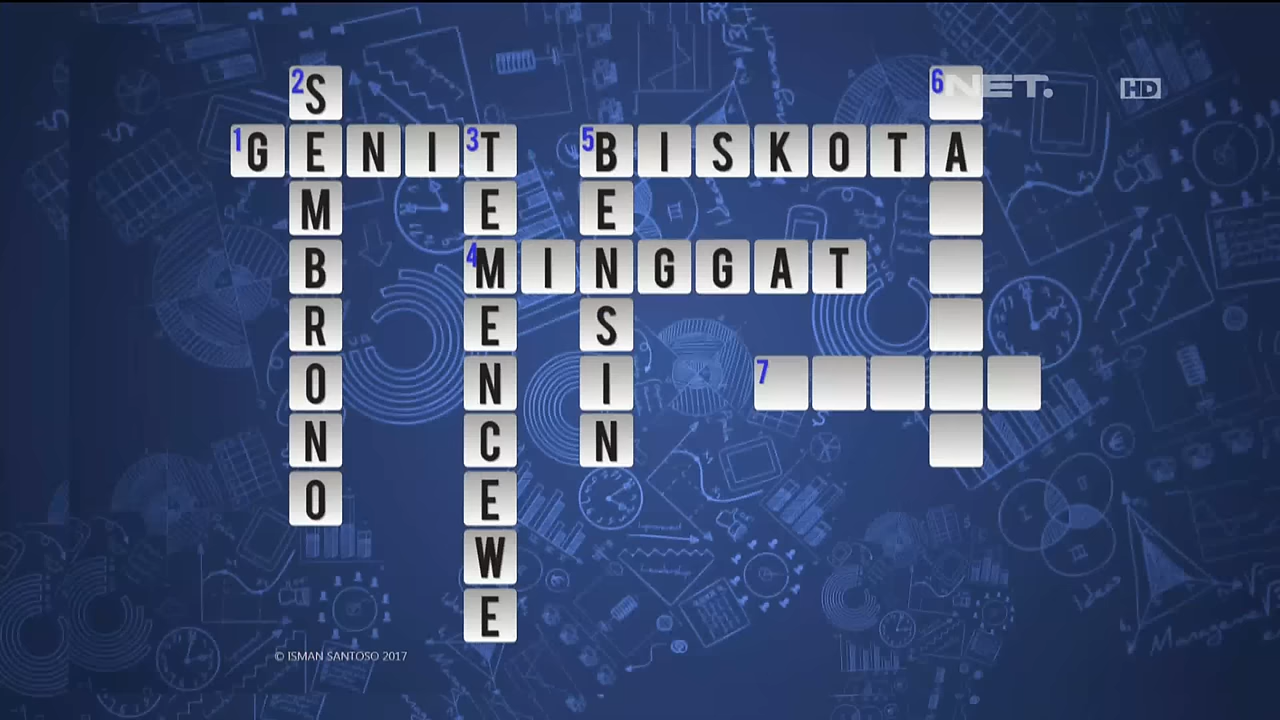 2 SEMBRONO
6
NET.
HD
1 GENIT
3 TEMENCEWE
5 BISKOTA
BENSIN
4 MINGGAT
7
© ISMAN SANTOSO 2017